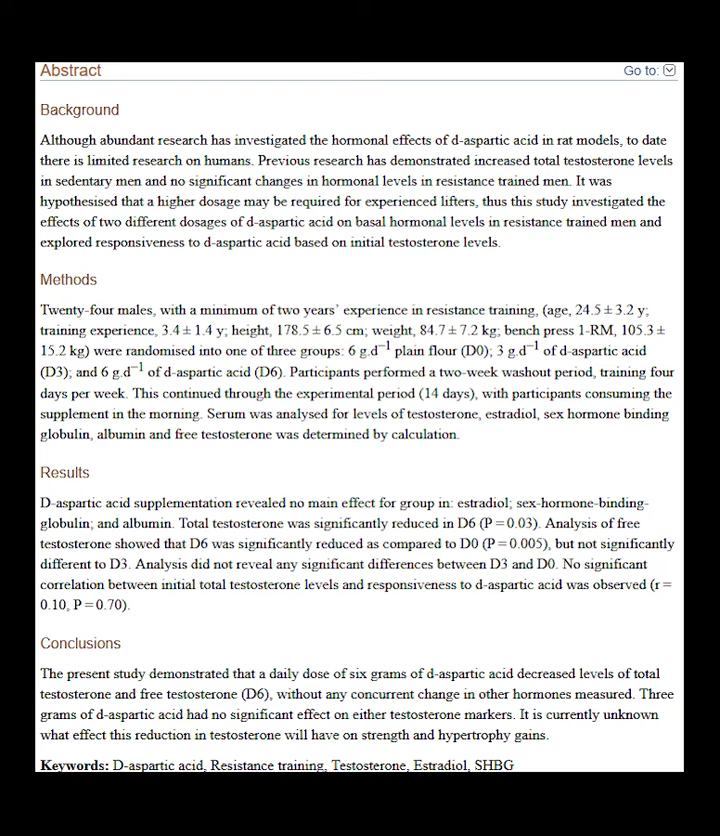 Abstract
Go to:
Background
Although abundant research has investigated the hormonal effects of d-aspartic acid in rat models, to date
there is limited research on humans. Previous research has demonstrated increased total testosterone levels
in sedentary men and no significant changes in hormonal levels in resistance trained men. It was
hypothesised that a higher dosage may be required for experienced lifters, thus this study investigated the
effects of two different dosages of d-aspartic acid on basal hormonal levels in resistance trained men and
explored responsiveness to d-aspartic acid based on initial testosterone levels.
Methods
Twenty-four males, with a minimum of two years’ experience in resistance training, (age, 24.5 ± 3.2 y;
training experience, 3.4 ± 1.4 y; height, 178.5 ± 6.5 cm; weight, 84.7 ± 7.2 kg; bench press 1-RM, 105.3 ±
15.2 kg) were randomised into one of three groups: 6 g.d⁻¹ plain flour (D0); 3 g.d⁻¹ of d-aspartic acid
(D3); and 6 g.d⁻¹ of d-aspartic acid (D6). Participants performed a two-week washout period, training four
days per week. This continued through the experimental period (14 days), with participants consuming the
supplement in the morning. Serum was analysed for levels of testosterone, estradiol, sex hormone binding
globulin, albumin and free testosterone was determined by calculation.
Results
D-aspartic acid supplementation revealed no main effect for group in: estradiol; sex-hormone-binding-
globulin; and albumin. Total testosterone was significantly reduced in D6 (P = 0.03). Analysis of free
testosterone showed that D6 was significantly reduced as compared to D0 (P = 0.005), but not significantly
different to D3. Analysis did not reveal any significant differences between D3 and D0. No significant
correlation between initial total testosterone levels and responsiveness to d-aspartic acid was observed (r =
0.10, P = 0.70).
Conclusions
The present study demonstrated that a daily dose of six grams of d-aspartic acid decreased levels of total
testosterone and free testosterone (D6), without any concurrent change in other hormones measured. Three
grams of d-aspartic acid had no significant effect on either testosterone markers. It is currently unknown
what effect this reduction in testosterone will have on strength and hypertrophy gains.
Keywords: D-aspartic acid, Resistance training, Testosterone, Estradiol, SHBG